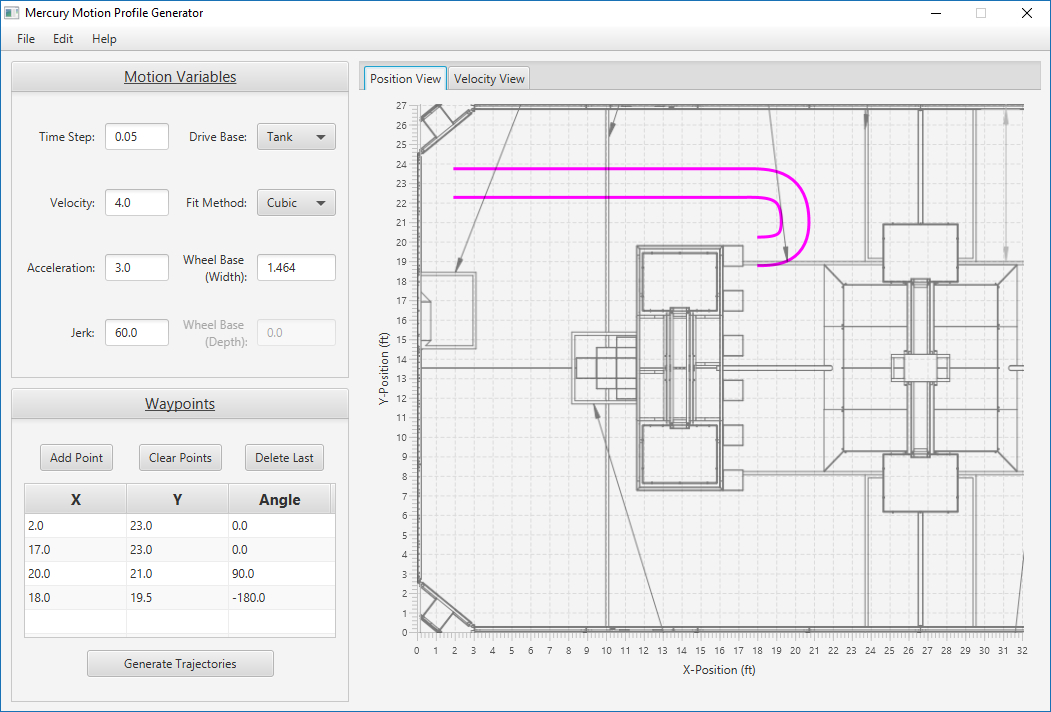 Mercury Motion Profile Generator
File Edit Help
Motion Variables
Time Step: 0.05 Drive Base: Tank
Velocity: 4.0 Fit Method: Cubic
Acceleration: 3.0 Wheel Base (Width): 1.464
Jerk: 60.0 Wheel Base (Depth): 0.0
Waypoints
Add Point Clear Points Delete Last
X Y Angle
2.0 23.0 0.0
17.0 23.0 0.0
20.0 21.0 90.0
18.0 19.5 -180.0
Generate Trajectories
Position View Velocity View
27
26
25
24
23
22
21
20
19
18
17
16
15
14
13
12
11
10
9
8
7
6
5
4
3
2
1
0
Y-Position (ft)
0 1 2 3 4 5 6 7 8 9 10 11 12 13 14 15 16 17 18 19 20 21 22 23 24 25 26 27 28 29 30 31 32
X-Position (ft)